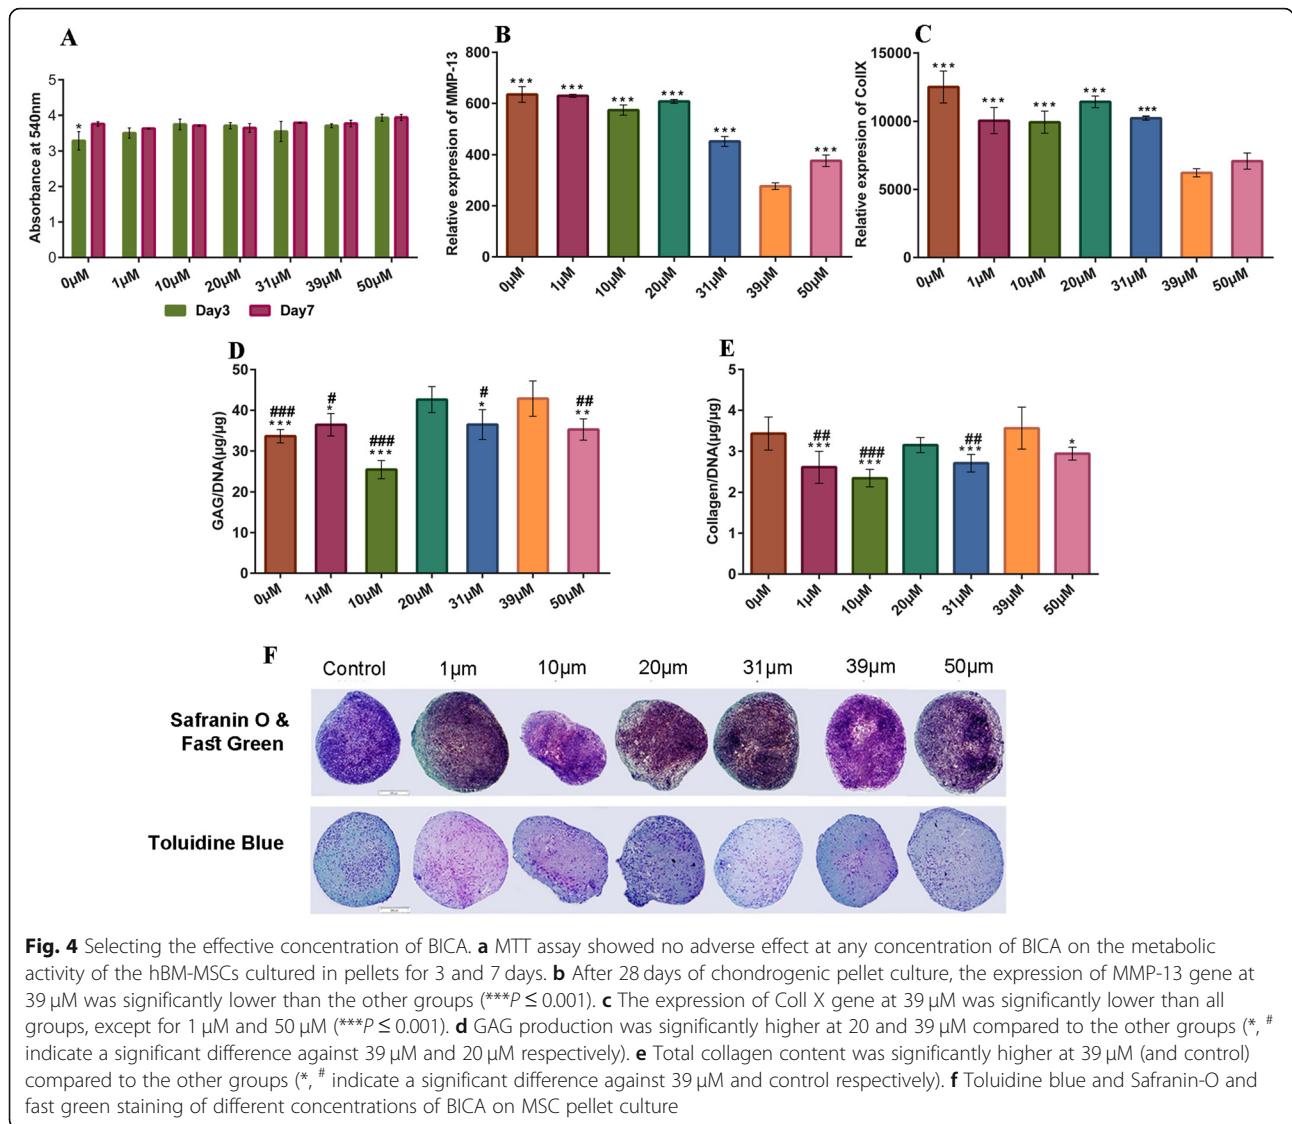 A
Absorbance at 540nm
5
4
3
2
1
0
*
0µM
1µM
10µM
20µM
31µM
39µM
50µM
Day3
Day7
B
Relative expresion of MMP-13
800
600
400
200
0
***
***
***
***
***
***
0µM
1µM
10µM
20µM
31µM
39µM
50µM
C
Relative expresion of CollX
15000
10000
5000
0
***
***
***
***
***
0µM
1µM
10µM
20µM
31µM
39µM
50µM
D
GAG/DNA(µg/µg)
50
40
30
20
10
0
###
***
#
*
###
***
#
*
##
**
0µM
1µM
10µM
20µM
31µM
39µM
50µM
E
Collagen/DNA(µg/µg)
5
4
3
2
1
0
##
***
###
***
##
***
*
0µM
1µM
10µM
20µM
31µM
39µM
50µM
F
Control 1µm 10µm 20µm 31µm 39µm 50µm
Safranin O &
Fast Green
Toluidine Blue
Fig. 4 Selecting the effective concentration of BICA. a MTT assay showed no adverse effect at any concentration of BICA on the metabolic
activity of the hBM-MSCs cultured in pellets for 3 and 7 days. b After 28 days of chondrogenic pellet culture, the expression of MMP-13 gene at
39 µM was significantly lower than the other groups (***P ≤ 0.001). c The expression of Coll X gene at 39 µM was significantly lower than all
groups, except for 1 µM and 50 µM (***P ≤ 0.001). d GAG production was significantly higher at 20 and 39 µM compared to the other groups (*, #
indicate a significant difference against 39 µM and 20 µM respectively). e Total collagen content was significantly higher at 39 µM (and control)
compared to the other groups (*, # indicate a significant difference against 39 µM and control respectively). f Toluidine blue and Safranin-O and
fast green staining of different concentrations of BICA on MSC pellet culture